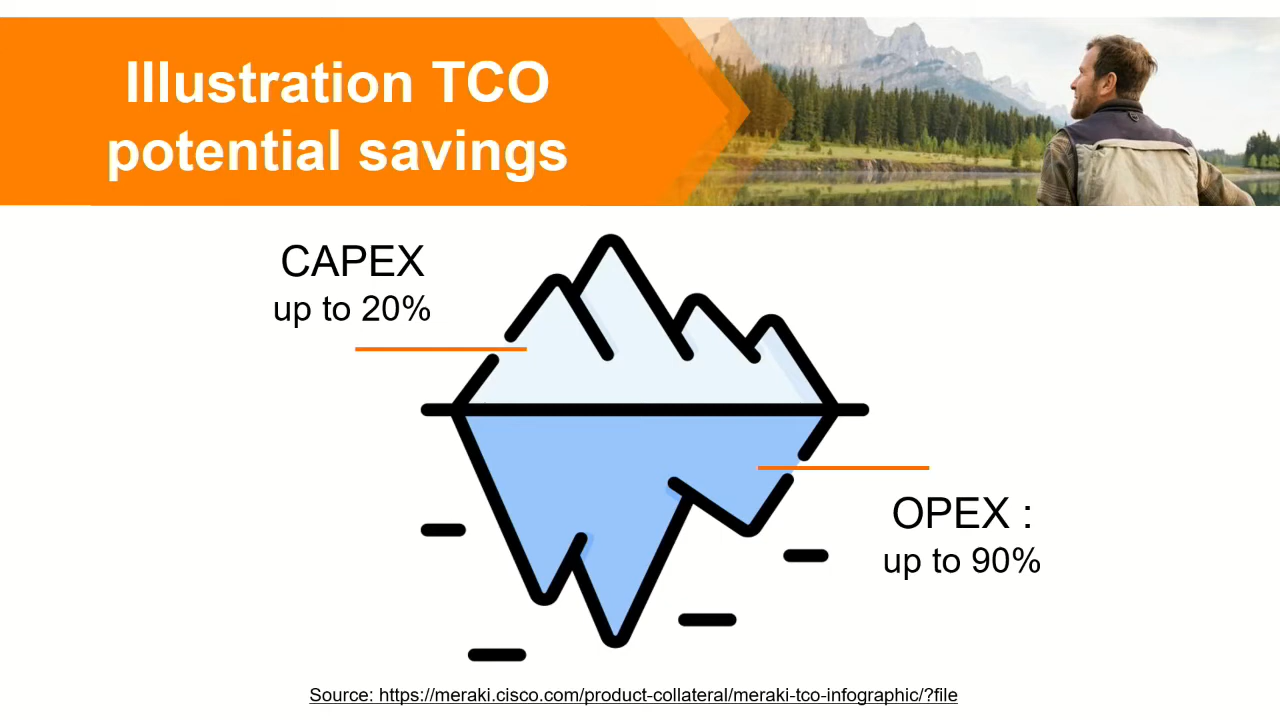 Illustration TCO
potential savings
CAPEX
up to 20%
OPEX :
up to 90%
Source: https://meraki.cisco.com/product-collateral/meraki-tco-infographic/?file